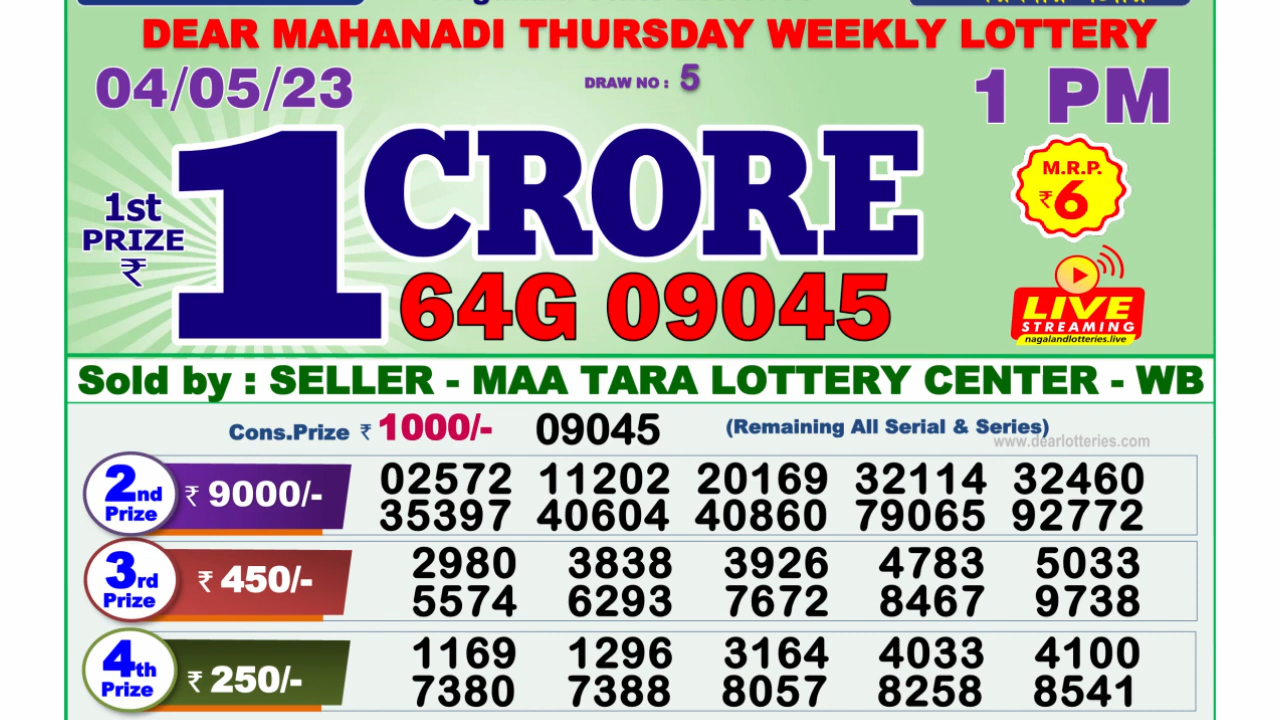 DEAR MAHANADI THURSDAY WEEKLY LOTTERY
04/05/23
DRAW NO : 5
1 PM
1st
PRIZE
₹
1 CRORE
64G 09045
M.R.P.
₹6
LIVE
STREAMING
nagalandlotteries.live
Sold by : SELLER - MAA TARA LOTTERY CENTER - WB
Cons.Prize ₹ 1000/- 09045 (Remaining All Serial & Series)
www.dearlotteries.com
2nd Prize ₹ 9000/-
02572 11202 20169 32114 32460
35397 40604 40860 79065 92772
3rd Prize ₹ 450/-
2980 3838 3926 4783 5033
5574 6293 7672 8467 9738
4th Prize ₹ 250/-
1169 1296 3164 4033 4100
7380 7388 8057 8258 8541